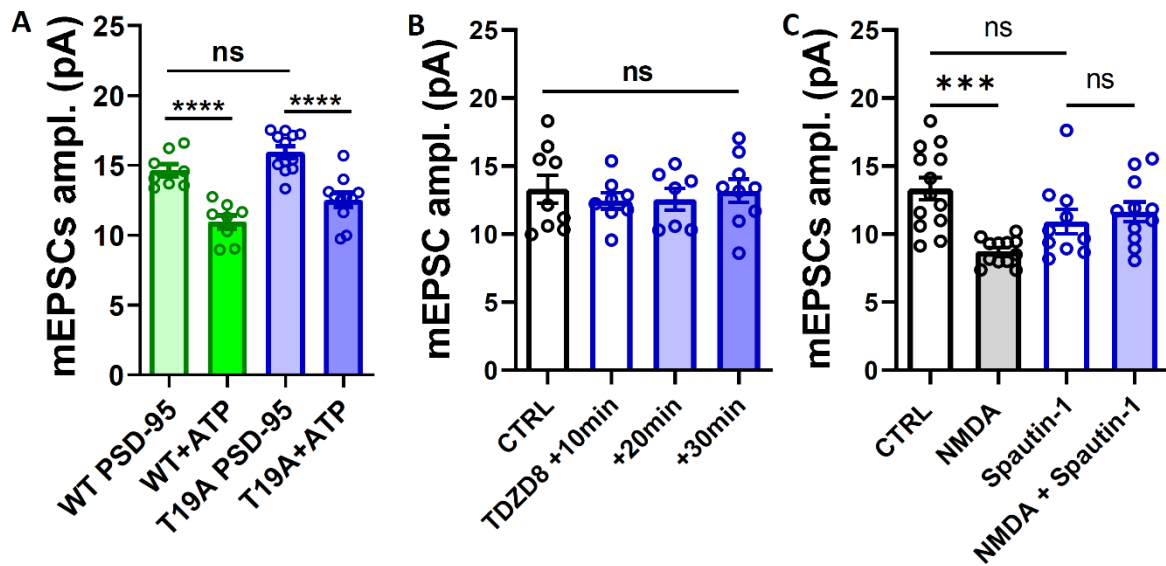 A
mEPSCs ampl. (pA)
25
20
15
10
5
0
ns
****
****
WT PSD-95
WT+ATP
T19A PSD-95
T19A+ATP
B
mEPSC ampl. (pA)
25
20
15
10
5
0
ns
CTRL
TDZD8 +10min
+20min
+30min
C
mEPSCs ampl. (pA)
25
20
15
10
5
0
ns
***
ns
CTRL
NMDA
Spautin-1
NMDA + Spautin-1